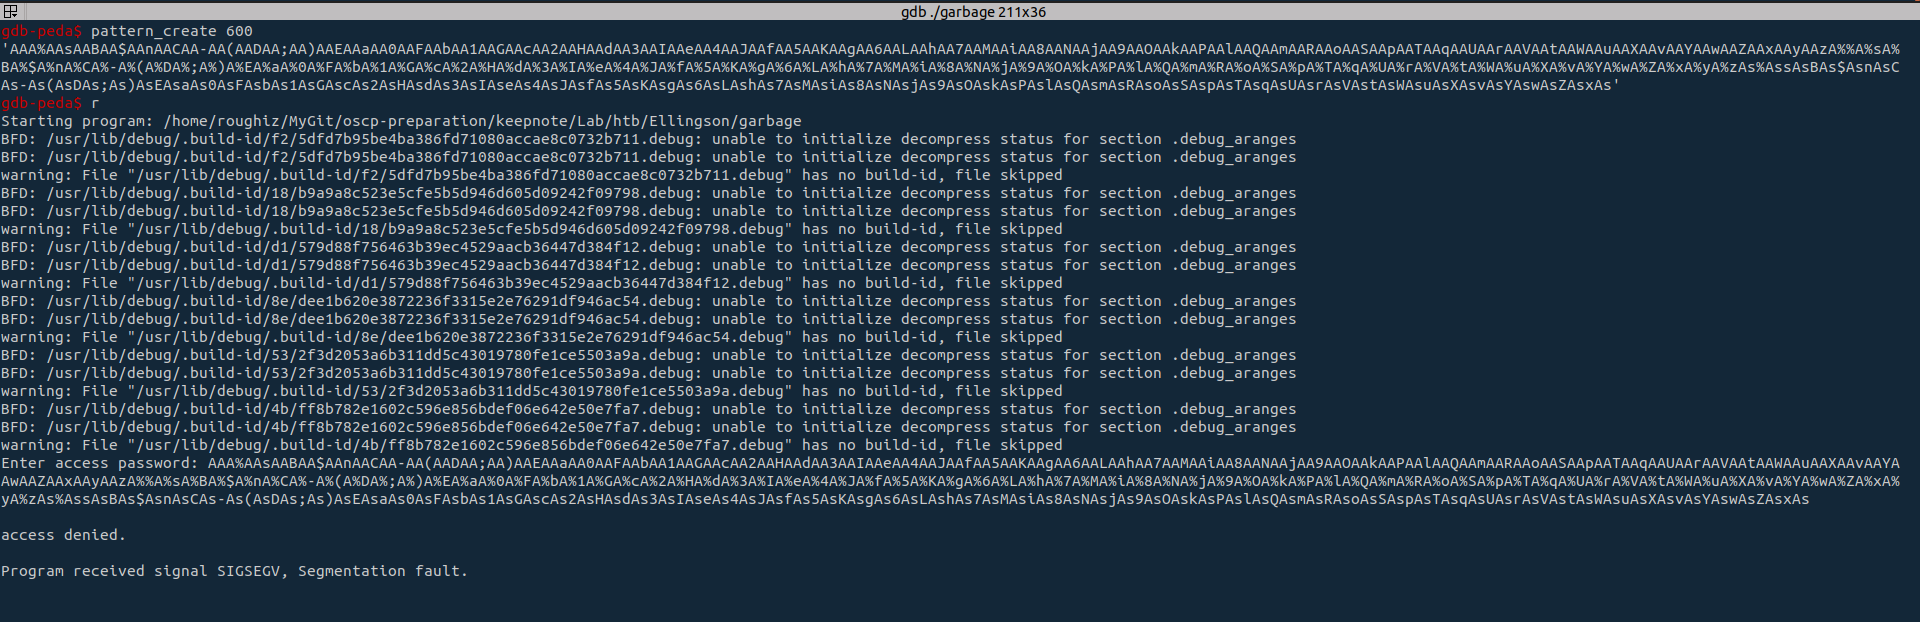 gdb ./garbage 211x36
gdb-peda$ pattern_create 600
'AAA%AAsAABAA$AAnAACAA-AA(AADAA;AA)AAEAAaAA0AAFAAbAA1AAGAAcAA2AAHAAdAA3AAIAAeAA4AAJAAfAA5AAKAAgAA6AALAAhAA7AAMAAiAA8AANAAjAA9AAOAAkAAPAAlAAQAAmAARAAoAASAApAATAAqAAUAArAAVAAtAAWAAuAAXAAvAAYAAwAAZAAxAAyAAzA%%A%sA%
BA%$A%nA%CA%-A%(A%DA%;A%)A%EA%aA%0A%FA%bA%1A%GA%cA%2A%HA%dA%3A%IA%eA%4A%JA%fA%5A%KA%gA%6A%LA%hA%7A%MA%iA%8A%NA%jA%9A%OA%kA%PA%lA%QA%mA%RA%oA%SA%pA%TA%qA%UA%rA%VA%tA%WA%uA%XA%vA%YA%wA%ZA%xA%yA%zAs%AssAsBAs$AsnAsC
As-As(AsDAs;As)AsEAsaAs0AsFAsbAs1AsGAscAs2AsHAsdAs3AsIAseAs4AsJAsfAs5AsKAsgAs6AsLAshAs7AsMAsiAs8AsNAsjAs9AsOAskAsPAslAsQAsmAsRAsoAsSAspAsTAsqAsUAsrAsVAstAsWAsuAsXAsvAsYAswAsZAsxAs'
gdb-peda$ r
Starting program: /home/roughiz/MyGit/oscp-preparation/keepnote/Lab/htb/Ellingson/garbage
BFD: /usr/lib/debug/.build-id/f2/5dfd7b95be4ba386fd71080accae8c0732b711.debug: unable to initialize decompress status for section .debug_aranges
BFD: /usr/lib/debug/.build-id/f2/5dfd7b95be4ba386fd71080accae8c0732b711.debug: unable to initialize decompress status for section .debug_aranges
warning: File "/usr/lib/debug/.build-id/f2/5dfd7b95be4ba386fd71080accae8c0732b711.debug" has no build-id, file skipped
BFD: /usr/lib/debug/.build-id/18/b9a9a8c523e5cfe5b5d946d605d09242f09798.debug: unable to initialize decompress status for section .debug_aranges
BFD: /usr/lib/debug/.build-id/18/b9a9a8c523e5cfe5b5d946d605d09242f09798.debug: unable to initialize decompress status for section .debug_aranges
warning: File "/usr/lib/debug/.build-id/18/b9a9a8c523e5cfe5b5d946d605d09242f09798.debug" has no build-id, file skipped
BFD: /usr/lib/debug/.build-id/d1/579d88f756463b39ec4529aacb36447d384f12.debug: unable to initialize decompress status for section .debug_aranges
BFD: /usr/lib/debug/.build-id/d1/579d88f756463b39ec4529aacb36447d384f12.debug: unable to initialize decompress status for section .debug_aranges
warning: File "/usr/lib/debug/.build-id/d1/579d88f756463b39ec4529aacb36447d384f12.debug" has no build-id, file skipped
BFD: /usr/lib/debug/.build-id/8e/dee1b620e3872236f3315e2e76291df946ac54.debug: unable to initialize decompress status for section .debug_aranges
BFD: /usr/lib/debug/.build-id/8e/dee1b620e3872236f3315e2e76291df946ac54.debug: unable to initialize decompress status for section .debug_aranges
warning: File "/usr/lib/debug/.build-id/8e/dee1b620e3872236f3315e2e76291df946ac54.debug" has no build-id, file skipped
BFD: /usr/lib/debug/.build-id/53/2f3d2053a6b311dd5c43019780fe1ce5503a9a.debug: unable to initialize decompress status for section .debug_aranges
BFD: /usr/lib/debug/.build-id/53/2f3d2053a6b311dd5c43019780fe1ce5503a9a.debug: unable to initialize decompress status for section .debug_aranges
warning: File "/usr/lib/debug/.build-id/53/2f3d2053a6b311dd5c43019780fe1ce5503a9a.debug" has no build-id, file skipped
BFD: /usr/lib/debug/.build-id/4b/ff8b782e1602c596e856bdef06e642e50e7fa7.debug: unable to initialize decompress status for section .debug_aranges
BFD: /usr/lib/debug/.build-id/4b/ff8b782e1602c596e856bdef06e642e50e7fa7.debug: unable to initialize decompress status for section .debug_aranges
warning: File "/usr/lib/debug/.build-id/4b/ff8b782e1602c596e856bdef06e642e50e7fa7.debug" has no build-id, file skipped
Enter access password: AAA%AAsAABAA$AAnAACAA-AA(AADAA;AA)AAEAAaAA0AAFAAbAA1AAGAAcAA2AAHAAdAA3AAIAAeAA4AAJAAfAA5AAKAAgAA6AALAAhAA7AAMAAiAA8AANAAjAA9AAOAAkAAPAAlAAQAAmAARAAoAASAApAATAAqAAUAArAAVAAtAAWAAuAAXAAvAAYA
AwAAZAAxAAyAAzA%%A%sA%BA%$A%nA%CA%-A%(A%DA%;A%)A%EA%aA%0A%FA%bA%1A%GA%cA%2A%HA%dA%3A%IA%eA%4A%JA%fA%5A%KA%gA%6A%LA%hA%7A%MA%iA%8A%NA%jA%9A%OA%kA%PA%lA%QA%mA%RA%oA%SA%pA%TA%qA%UA%rA%VA%tA%WA%uA%XA%vA%YA%wA%ZA%xA%
yA%zAs%AssAsBAs$AsnAsCAs-As(AsDAs;As)AsEAsaAs0AsFAsbAs1AsGAscAs2AsHAsdAs3AsIAseAs4AsJAsfAs5AsKAsgAs6AsLAshAs7AsMAsiAs8AsNAsjAs9AsOAskAsPAslAsQAsmAsRAsoAsSAspAsTAsqAsUAsrAsVAstAsWAsuAsXAsvAsYAswAsZAsxAs
access denied.
Program received signal SIGSEGV, Segmentation fault.